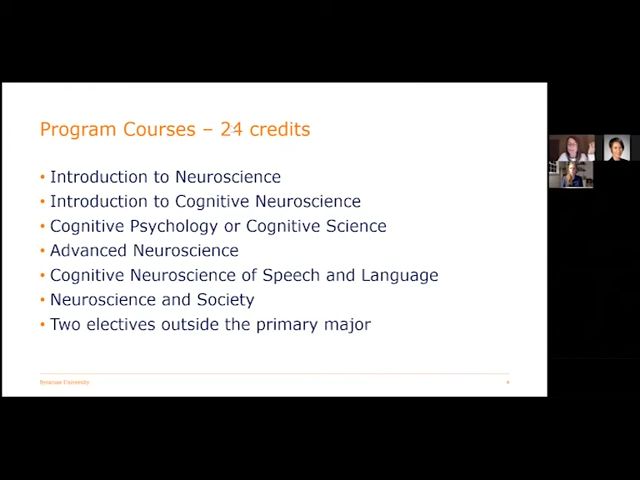 Program Courses – 24 credits
• Introduction to Neuroscience
• Introduction to Cognitive Neuroscience
• Cognitive Psychology or Cognitive Science
• Advanced Neuroscience
• Cognitive Neuroscience of Speech and Language
• Neuroscience and Society
• Two electives outside the primary major
Syracuse University